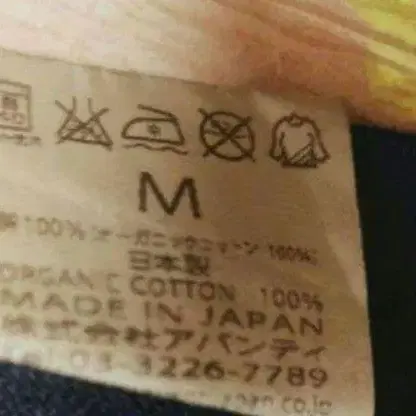 M
綿100% オーガニックコットン 100%
日本製
ORGANIC COTTON 100%
MADE IN JAPAN
株式会社アバンティ
Tel 03-3226-7789